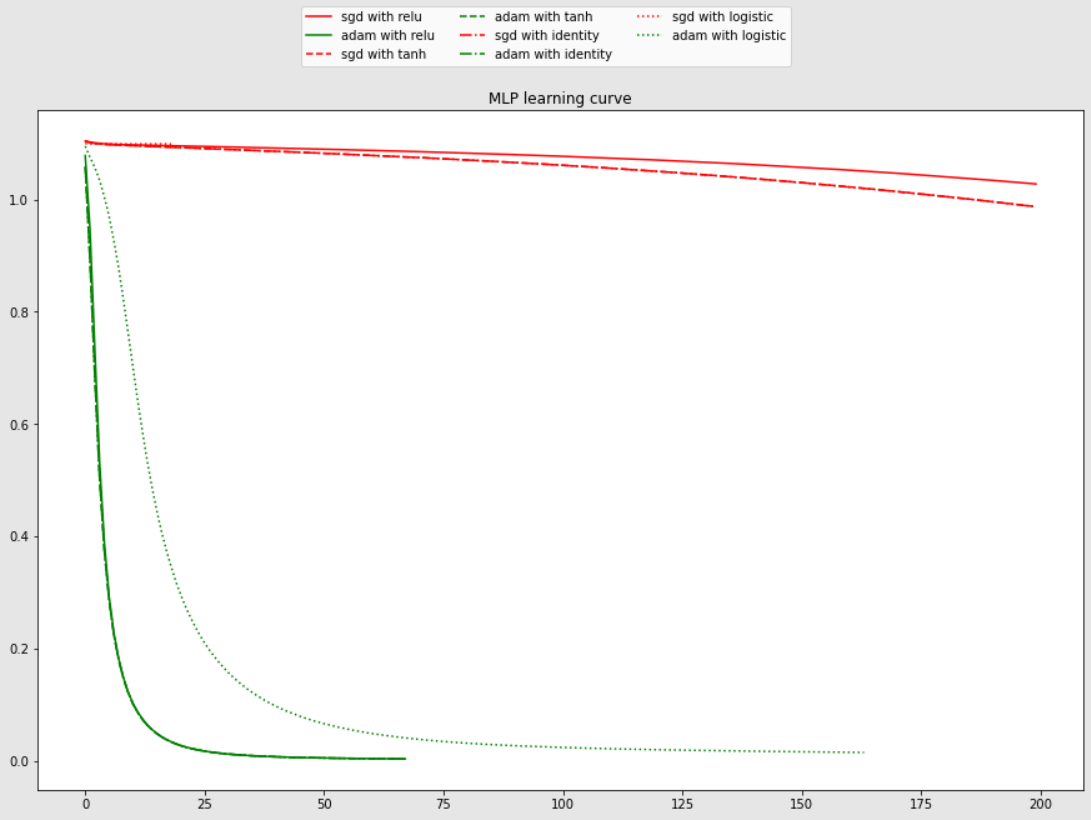 sgd with relu adam with tanh sgd with logistic
adam with relu sgd with identity adam with logistic
sgd with tanh adam with identity
MLP learning curve
1.0
0.8
0.6
0.4
0.2
0.0
0 25 50 75 100 125 150 175 200